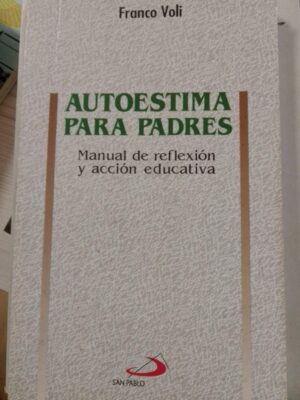 Franco Voli
AUTOESTIMA
PARA PADRES
Manual de reflexión
y acción educativa
SAN PABLO